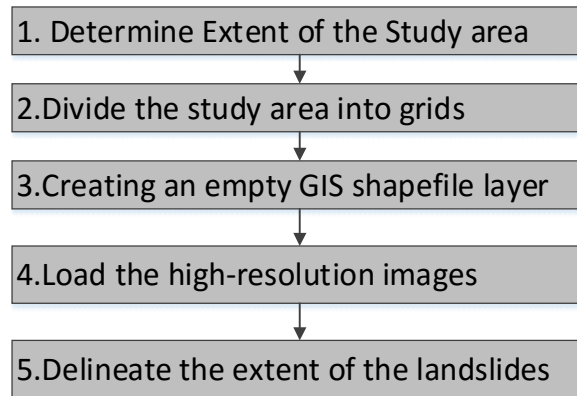 1. Determine Extent of the Study area
2.Divide the study area into grids
3.Creating an empty GIS shapefile layer
4.Load the high-resolution images
5.Delineate the extent of the landslides